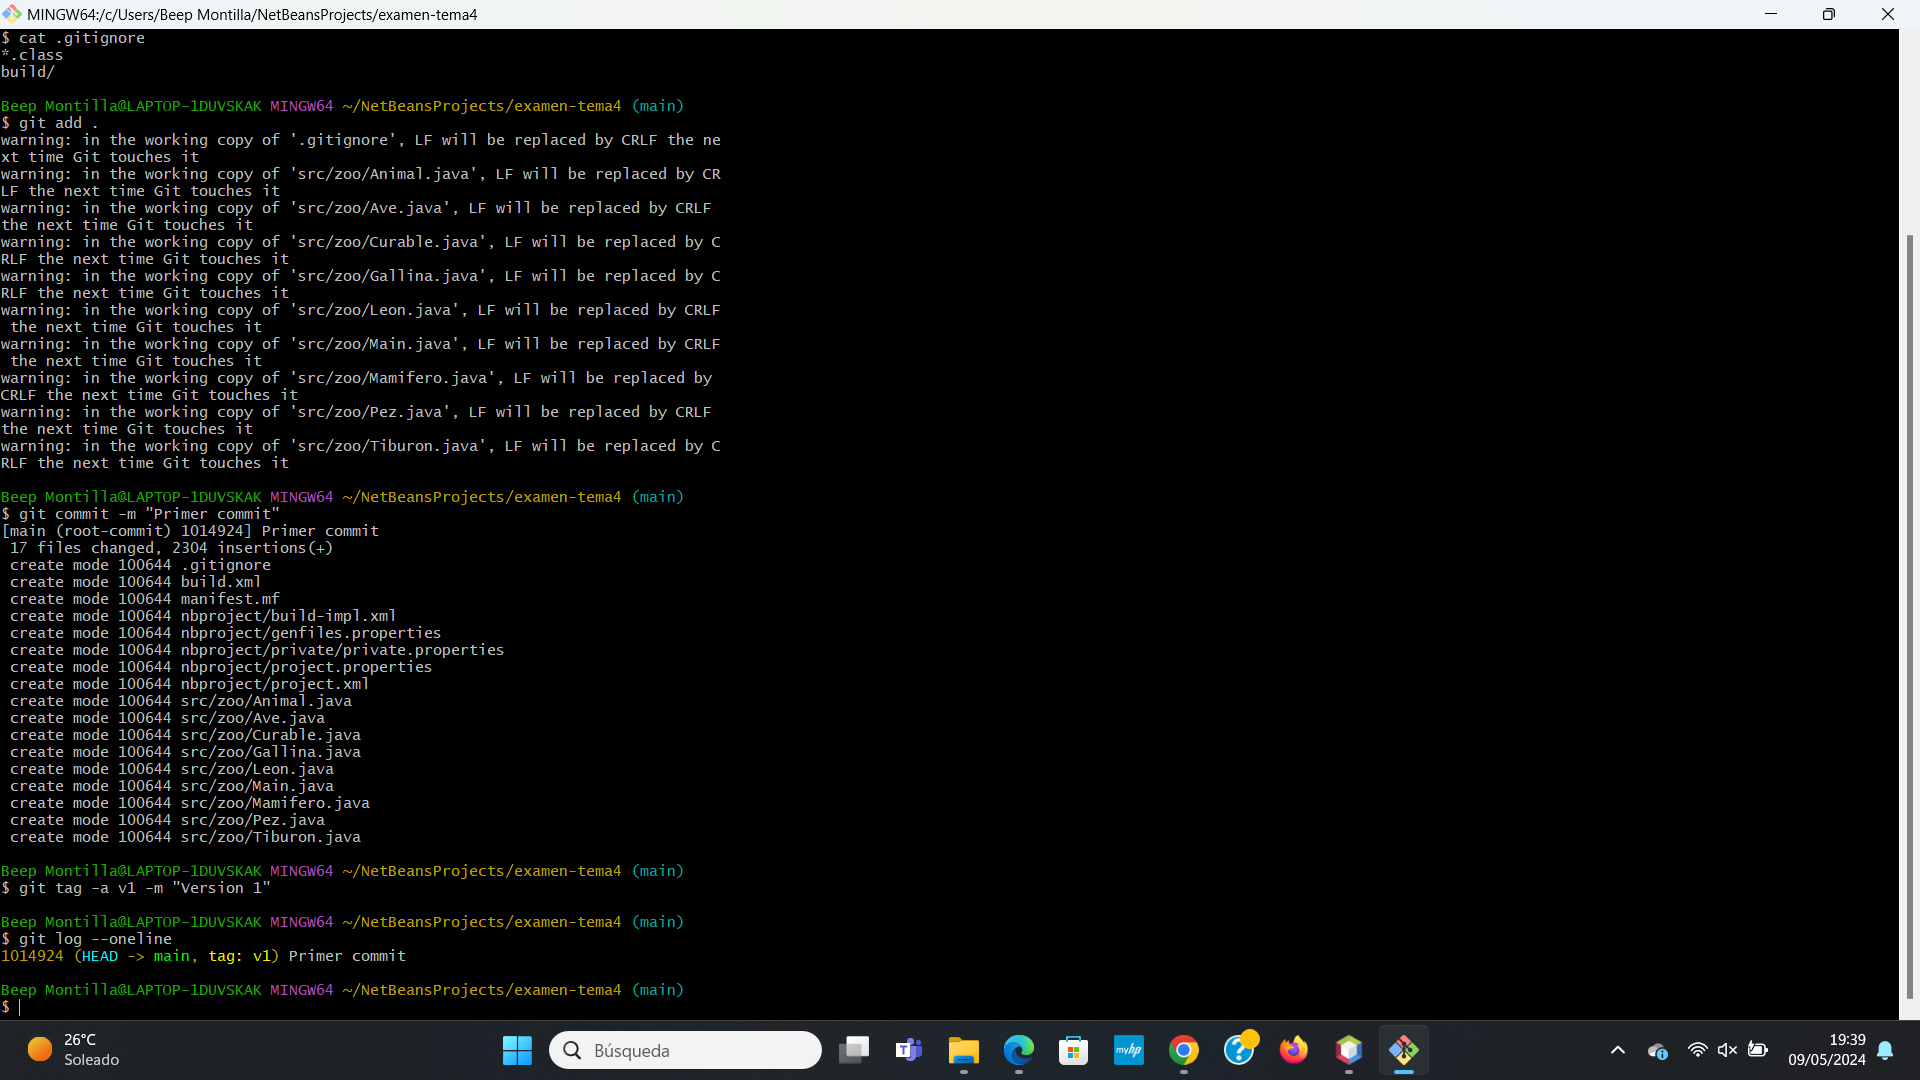 MINGW64:/c/Users/Beep Montilla/NetBeansProjects/examen-tema4
$ cat .gitignore
*.class
build/
Beep Montilla@LAPTOP-1DUVSKAK MINGW64 ~/NetBeansProjects/examen-tema4 (main)
$ git add .
warning: in the working copy of '.gitignore', LF will be replaced by CRLF the ne
xt time Git touches it
warning: in the working copy of 'src/zoo/Animal.java', LF will be replaced by CR
LF the next time Git touches it
warning: in the working copy of 'src/zoo/Ave.java', LF will be replaced by CRLF
the next time Git touches it
warning: in the working copy of 'src/zoo/Curable.java', LF will be replaced by C
RLF the next time Git touches it
warning: in the working copy of 'src/zoo/Gallina.java', LF will be replaced by C
RLF the next time Git touches it
warning: in the working copy of 'src/zoo/Leon.java', LF will be replaced by CRLF
 the next time Git touches it
warning: in the working copy of 'src/zoo/Main.java', LF will be replaced by CRLF
 the next time Git touches it
warning: in the working copy of 'src/zoo/Mamifero.java', LF will be replaced by
CRLF the next time Git touches it
warning: in the working copy of 'src/zoo/Pez.java', LF will be replaced by CRLF
the next time Git touches it
warning: in the working copy of 'src/zoo/Tiburon.java', LF will be replaced by C
RLF the next time Git touches it
Beep Montilla@LAPTOP-1DUVSKAK MINGW64 ~/NetBeansProjects/examen-tema4 (main)
$ git commit -m "Primer commit"
[main (root-commit) 1014924] Primer commit
 17 files changed, 2304 insertions(+)
 create mode 100644 .gitignore
 create mode 100644 build.xml
 create mode 100644 manifest.mf
 create mode 100644 nbproject/build-impl.xml
 create mode 100644 nbproject/genfiles.properties
 create mode 100644 nbproject/private/private.properties
 create mode 100644 nbproject/project.properties
 create mode 100644 nbproject/project.xml
 create mode 100644 src/zoo/Animal.java
 create mode 100644 src/zoo/Ave.java
 create mode 100644 src/zoo/Curable.java
 create mode 100644 src/zoo/Gallina.java
 create mode 100644 src/zoo/Leon.java
 create mode 100644 src/zoo/Main.java
 create mode 100644 src/zoo/Mamifero.java
 create mode 100644 src/zoo/Pez.java
 create mode 100644 src/zoo/Tiburon.java
Beep Montilla@LAPTOP-1DUVSKAK MINGW64 ~/NetBeansProjects/examen-tema4 (main)
$ git tag -a v1 -m "Version 1"
Beep Montilla@LAPTOP-1DUVSKAK MINGW64 ~/NetBeansProjects/examen-tema4 (main)
$ git log --oneline
1014924 (HEAD -> main, tag: v1) Primer commit
Beep Montilla@LAPTOP-1DUVSKAK MINGW64 ~/NetBeansProjects/examen-tema4 (main)
$
26°C
Soleado
Búsqueda
myhp
19:39
09/05/2024